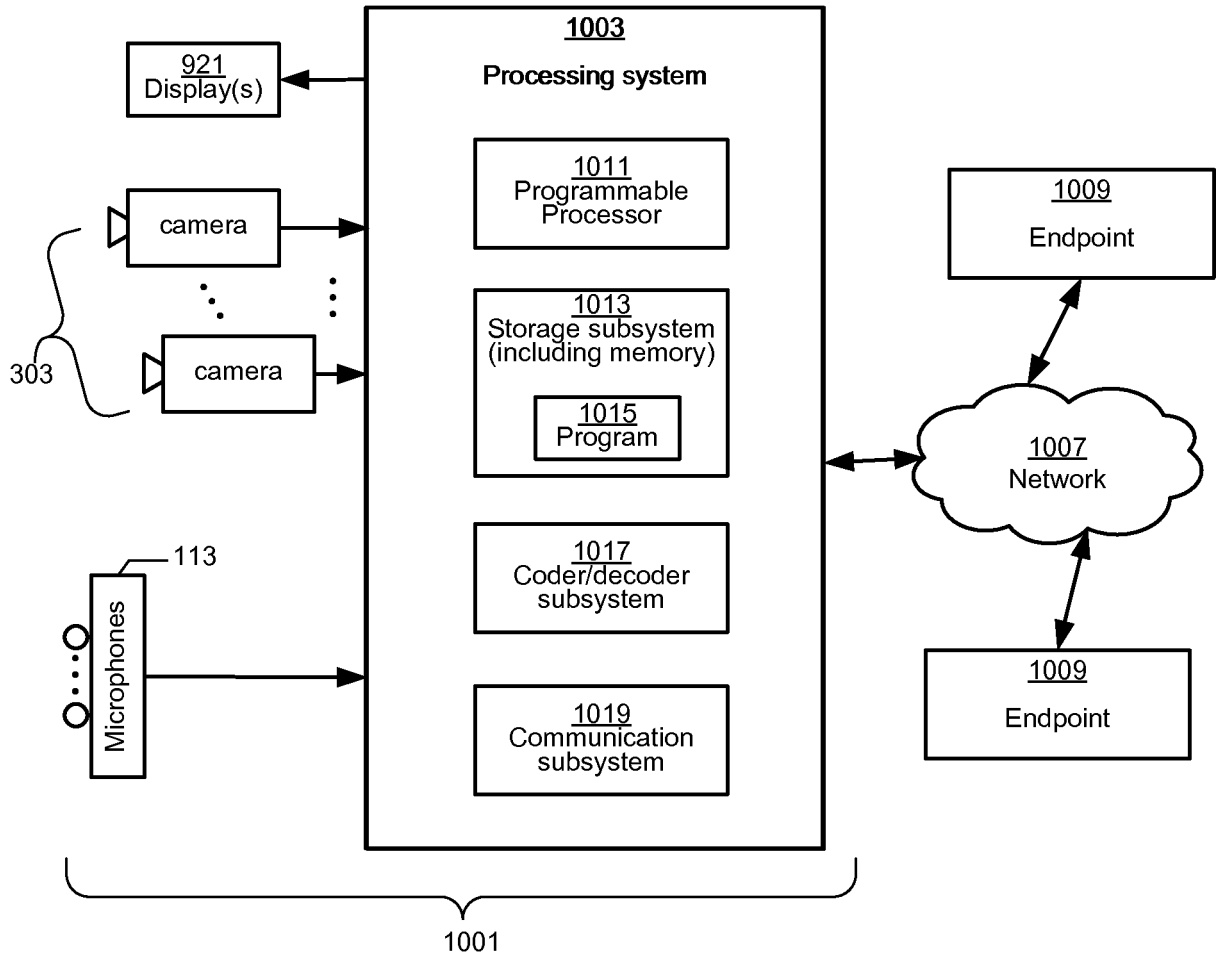 1003
Processing system
921
Display(s)
camera
camera
303
113
Microphones
1011
Programmable
Processor
1013
Storage subsystem
(including memory)
1015
Program
1017
Coder/decoder
subsystem
1019
Communication
subsystem
1009
Endpoint
1007
Network
1009
Endpoint
1001